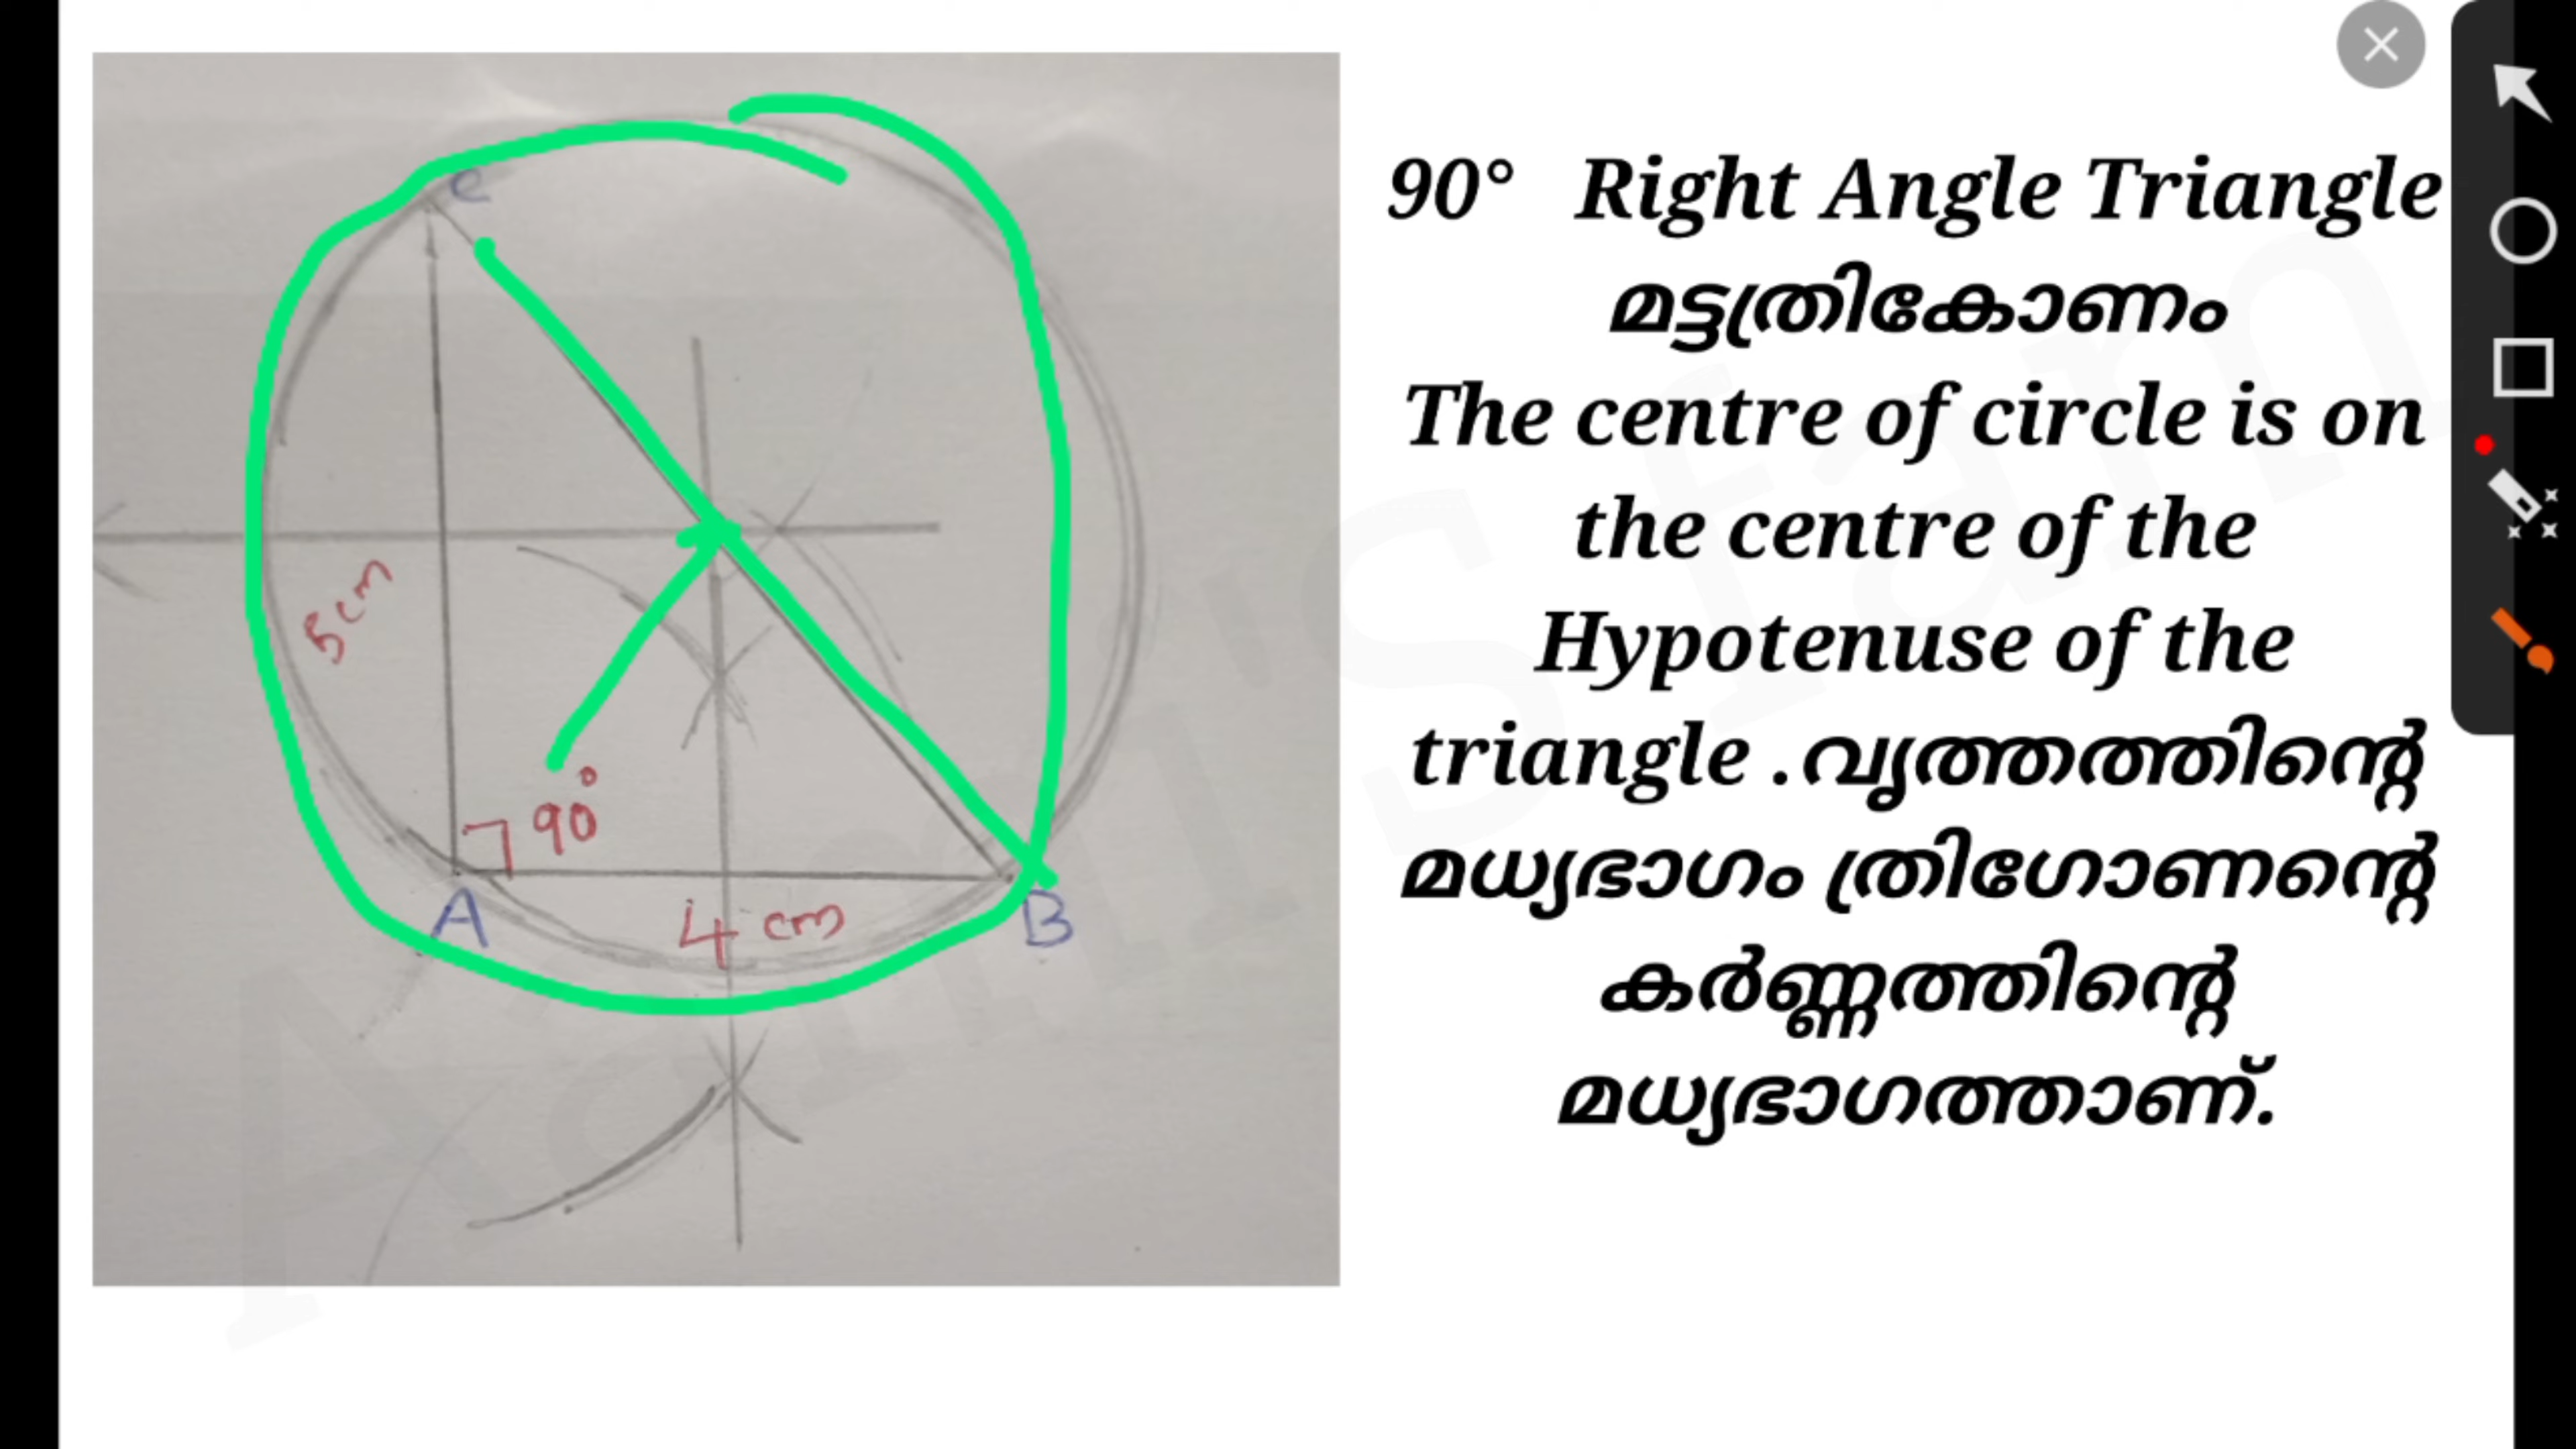 90° Right Angle Triangle
മട്ടത്രികോണം
The centre of circle is on
the centre of the
Hypotenuse of the
triangle .വൃത്തത്തിന്റെ
മധ്യഭാഗം ത്രിഗോണന്റെ
കർണ്ണത്തിന്റെ
മധ്യഭാഗത്താണ്.
e
5cm
90°
A
4 cm
B